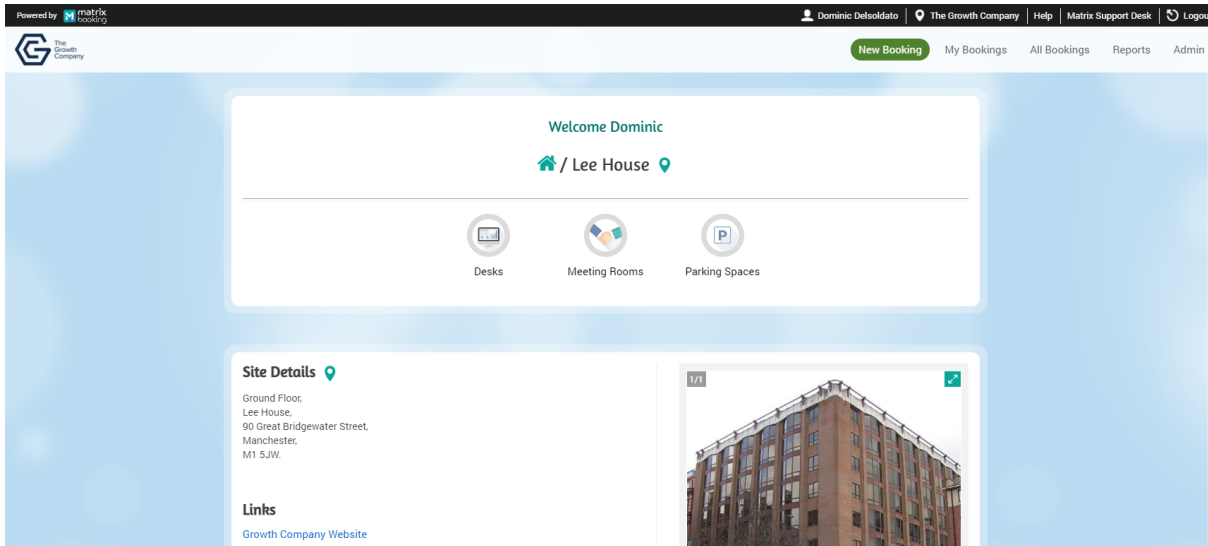 Powered by matrix booking
Dominic Delsoldato
The Growth Company
Help
Matrix Support Desk
Logou
The
Growth
Company
New Booking
My Bookings
All Bookings
Reports
Admin
Welcome Dominic
/ Lee House
P
Desks
Meeting Rooms
Parking Spaces
Site Details
1/1
Ground Floor,
Lee House,
90 Great Bridgewater Street,
Manchester,
M1 5JW.
Links
Growth Company Website